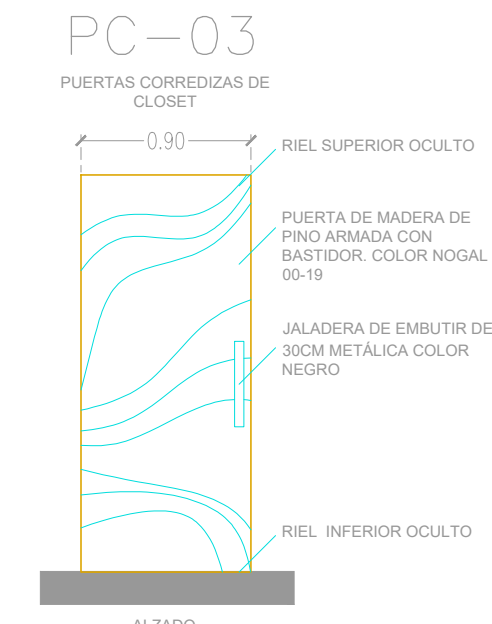 PC-03
PUERTAS CORREDIZAS DE
CLOSET
0.90
RIEL SUPERIOR OCULTO
PUERTA DE MADERA DE
PINO ARMADA CON
BASTIDOR. COLOR NOGAL
00-19
JALADERA DE EMBUTIR DE
30CM METÁLICA COLOR
NEGRO
RIEL INFERIOR OCULTO
ALZADO